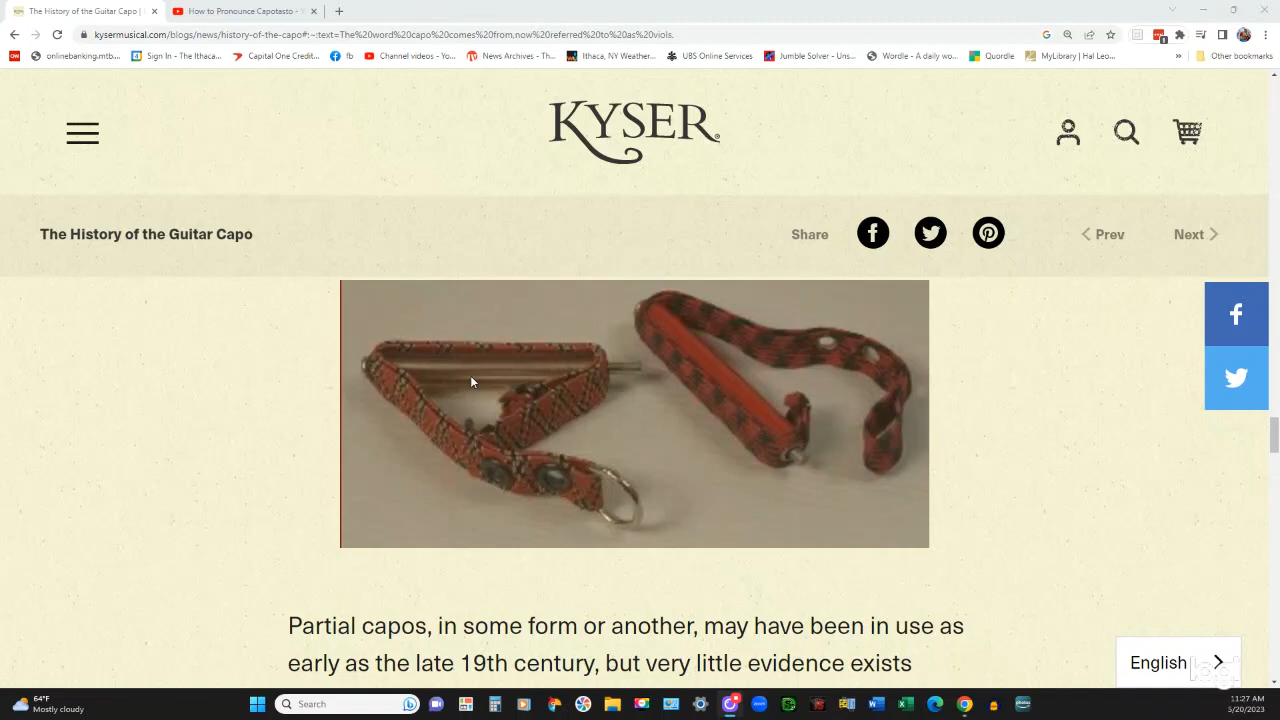 The History of the Guitar Capo |
How to Pronounce Capotasto -
kysermusical.com/blogs/news/history-of-the-capo#:~:text=The%20word%20capo%20comes%20from,now%20referred%20to%20as%20viols.
onlinebanking.mtb...
Sign In - The Ithaca...
Capital One Credit...
fb
Channel videos - Yo...
News Archives - Th...
Ithaca, NY Weather...
UBS Online Services
Jumble Solver - Uns...
Wordle - A daily wo...
Quordle
MyLibrary | Hal Leo...
»
Other bookmarks
KYSER
The History of the Guitar Capo
Share
Prev
Next
Partial capos, in some form or another, may have been in use as
early as the late 19th century, but very little evidence exists
English
64°F
Mostly cloudy
Search
11:27 AM
5/20/2023